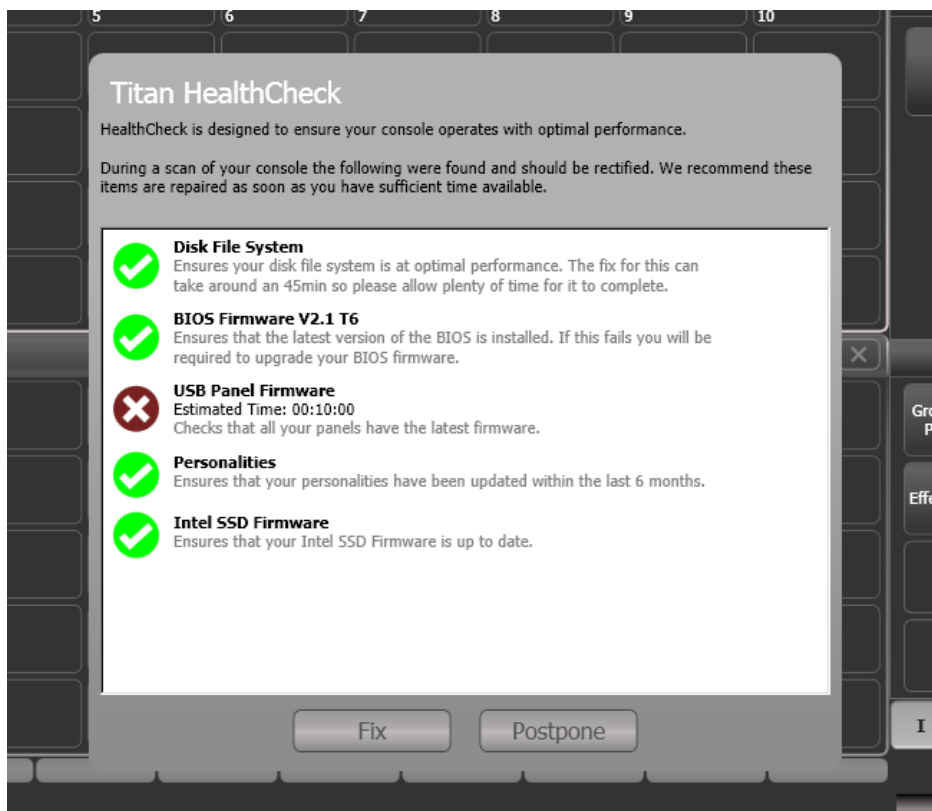 5 6 7 8 9 10
Titan HealthCheck
HealthCheck is designed to ensure your console operates with optimal performance.
During a scan of your console the following were found and should be rectified. We recommend these
items are repaired as soon as you have sufficient time available.
Disk File System
Ensures your disk file system is at optimal performance. The fix for this can
take around an 45min so please allow plenty of time for it to complete.
BIOS Firmware V2.1 T6
Ensures that the latest version of the BIOS is installed. If this fails you will be
required to upgrade your BIOS firmware.
USB Panel Firmware
Estimated Time: 00:10:00
Checks that all your panels have the latest firmware.
Personalities
Ensures that your personalities have been updated within the last 6 months.
Intel SSD Firmware
Ensures that your Intel SSD Firmware is up to date.
Fix
Postpone
Gro
P
Effe
I